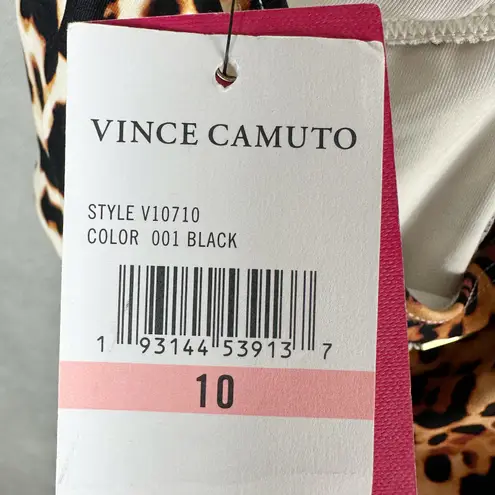 VINCE CAMUTO
STYLE V10710
COLOR 001 BLACK
1 93144 53913 7
10